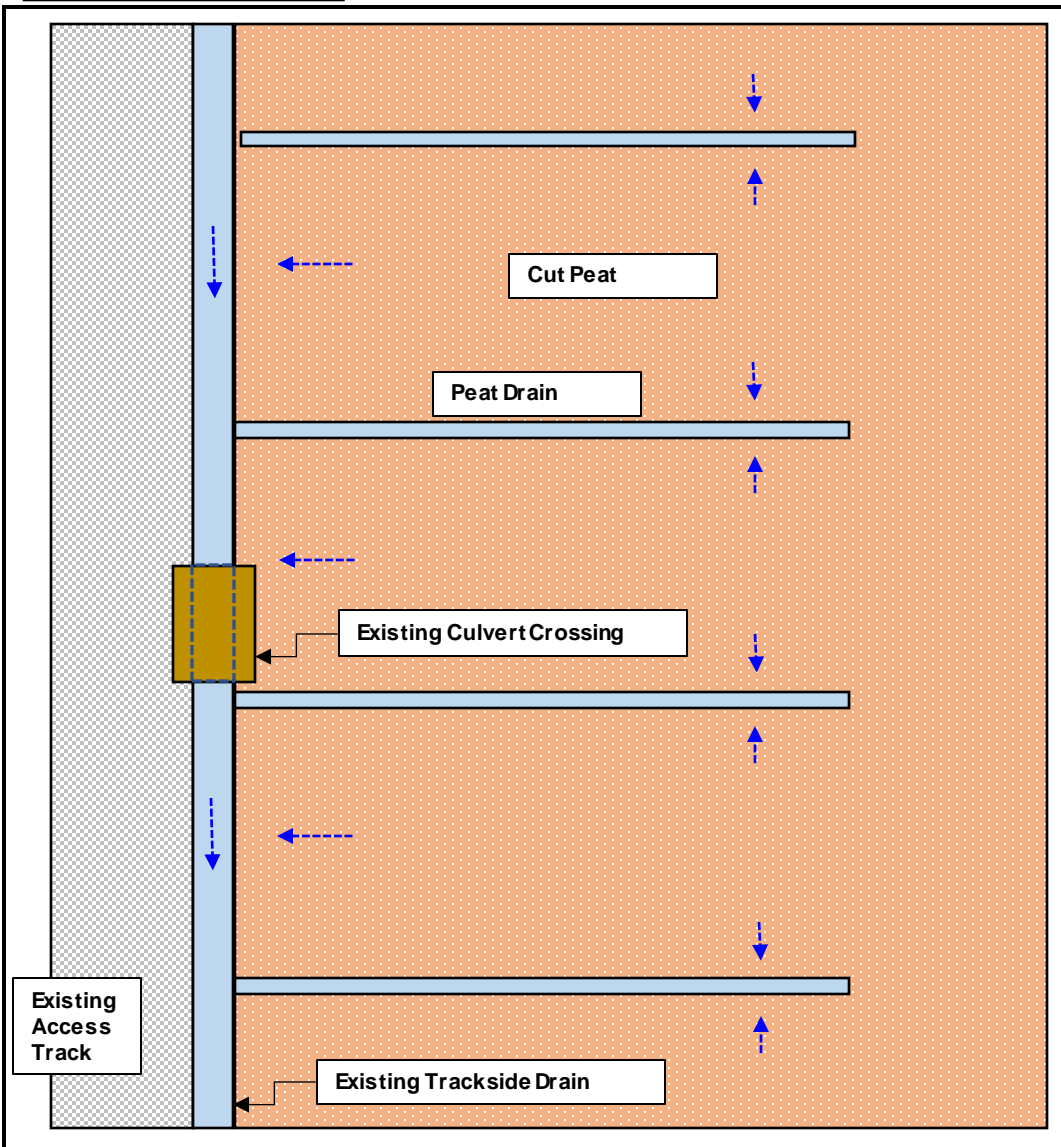 Cut Peat
Peat Drain
Existing Culvert Crossing
Existing
Access
Track
Existing Trackside Drain